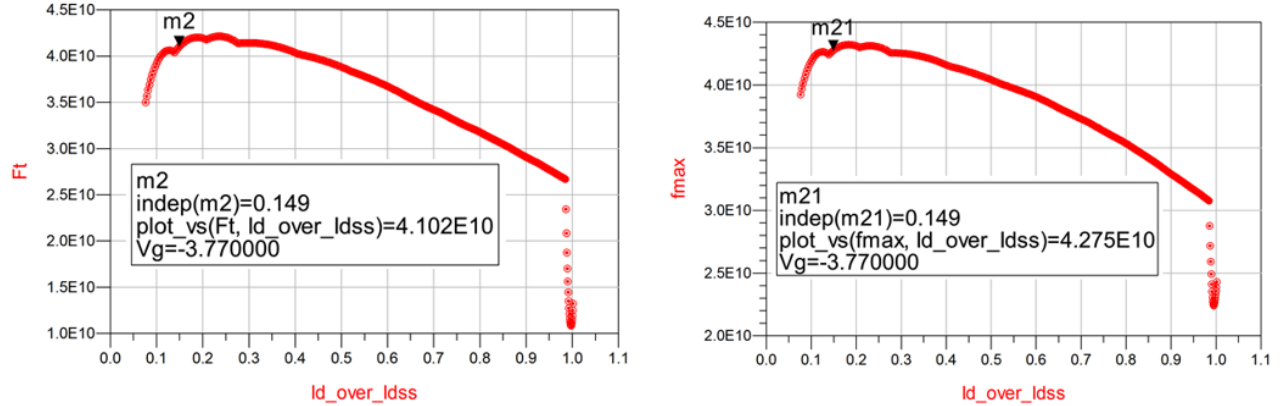 4.5E10
4.0E10
3.5E10
3.0E10
2.5E10
2.0E10
1.5E10
1.0E10
Ft
m2
m2
indep(m2)=0.149
plot_vs(Ft, Id_over_Idss)=4.102E10
Vg=-3.770000
0.0 0.1 0.2 0.3 0.4 0.5 0.6 0.7 0.8 0.9 1.0 1.1
Id_over_Idss
4.5E10
4.0E10
3.5E10
3.0E10
2.5E10
2.0E10
fmax
m21
m21
indep(m21)=0.149
plot_vs(fmax, Id_over_Idss)=4.275E10
Vg=-3.770000
0.0 0.1 0.2 0.3 0.4 0.5 0.6 0.7 0.8 0.9 1.0 1.1
Id_over_Idss